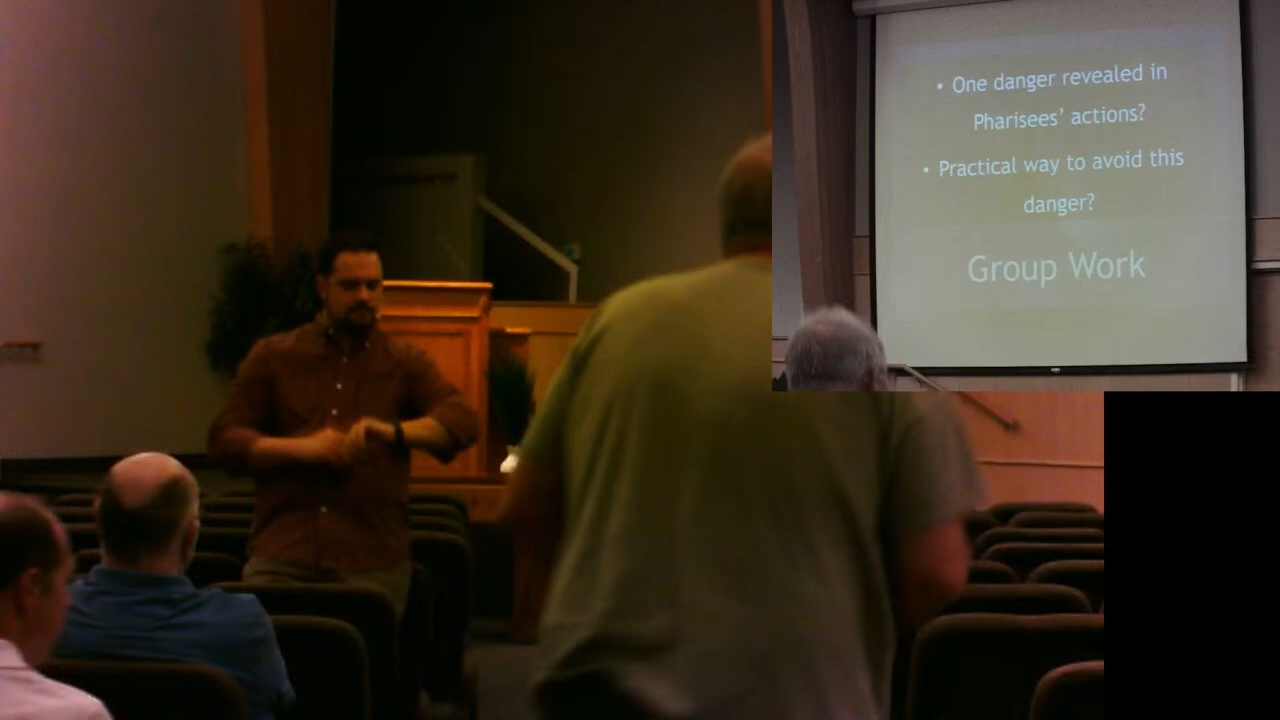 • One danger revealed in
Pharisees’ actions?
• Practical way to avoid this
danger?
Group Work